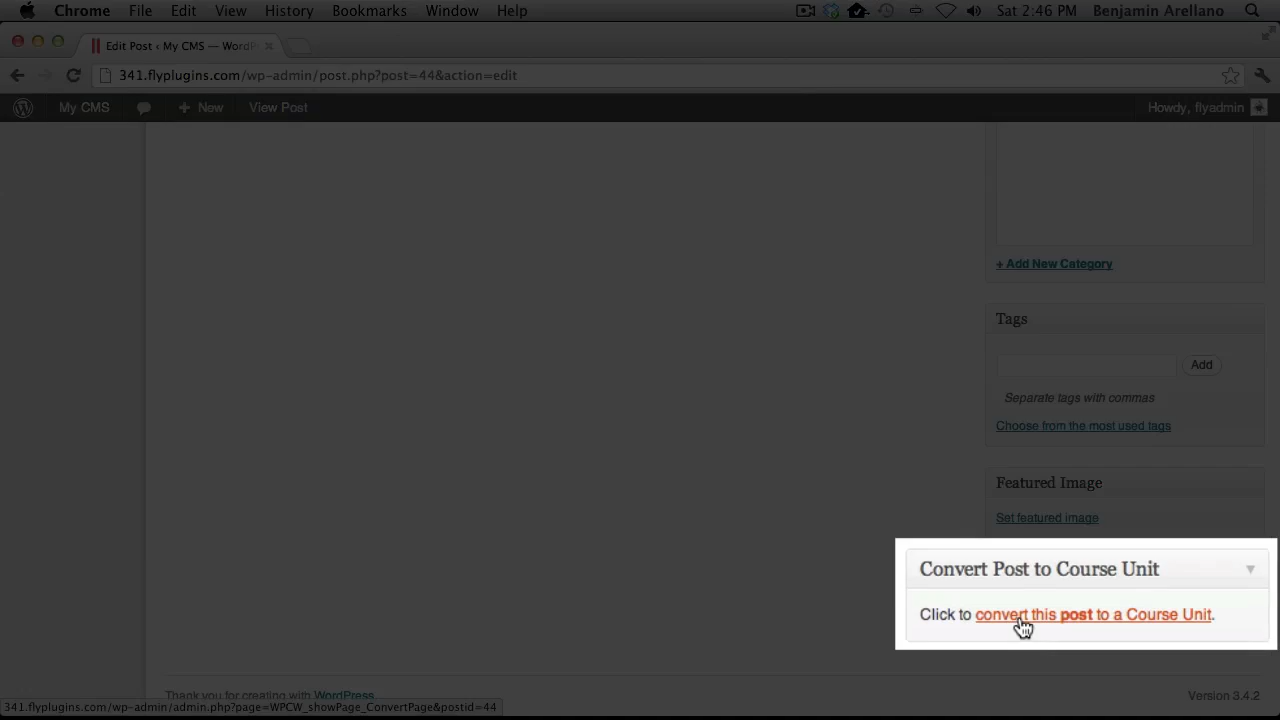 Chrome File Edit View History Bookmarks Window Help Sat 2:46 PM Benjamin Arellano
Edit Post ‹ My CMS — WordP
341.flyplugins.com/wp-admin/post.php?post=44&action=edit
My CMS + New View Post Howdy, flyadmin
+ Add New Category
Tags
Add
Separate tags with commas
Choose from the most used tags
Featured Image
Set featured image
Convert Post to Course Unit
Click to convert this post to a Course Unit.
Thank you for creating with WordPress
Version 3.4.2
341.flyplugins.com/wp-admin/admin.php?page=WPCW_showPage_ConvertPage&postid=44